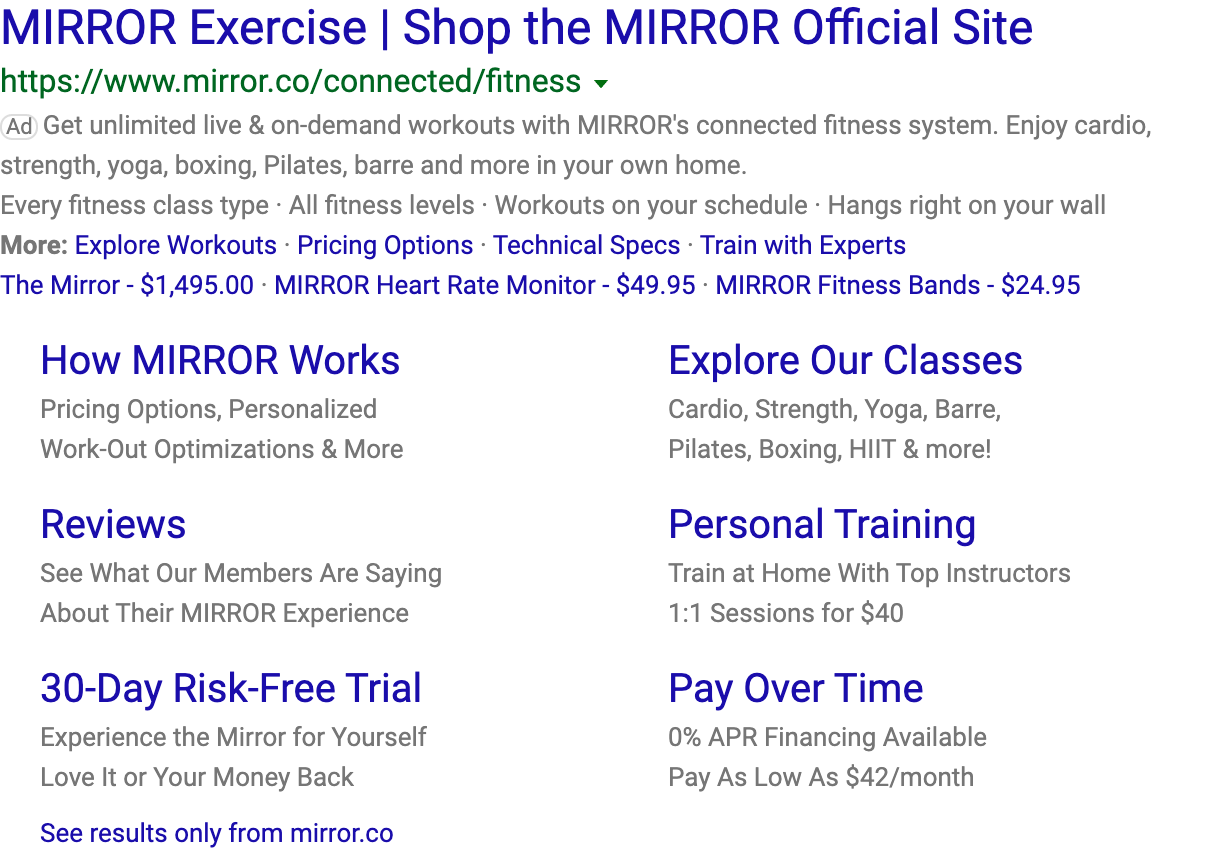 MIRROR Exercise | Shop the MIRROR Official Site
https://www.mirror.co/connected/fitness
Ad Get unlimited live & on-demand workouts with MIRROR's connected fitness system. Enjoy cardio,
strength, yoga, boxing, Pilates, barre and more in your own home.
Every fitness class type · All fitness levels · Workouts on your schedule · Hangs right on your wall
More: Explore Workouts · Pricing Options · Technical Specs · Train with Experts
The Mirror - $1,495.00 · MIRROR Heart Rate Monitor - $49.95 · MIRROR Fitness Bands - $24.95
How MIRROR Works
Pricing Options, Personalized
Work-Out Optimizations & More
Explore Our Classes
Cardio, Strength, Yoga, Barre,
Pilates, Boxing, HIIT & more!
Reviews
See What Our Members Are Saying
About Their MIRROR Experience
Personal Training
Train at Home With Top Instructors
1:1 Sessions for $40
30-Day Risk-Free Trial
Experience the Mirror for Yourself
Love It or Your Money Back
Pay Over Time
0% APR Financing Available
Pay As Low As $42/month
See results only from mirror.co